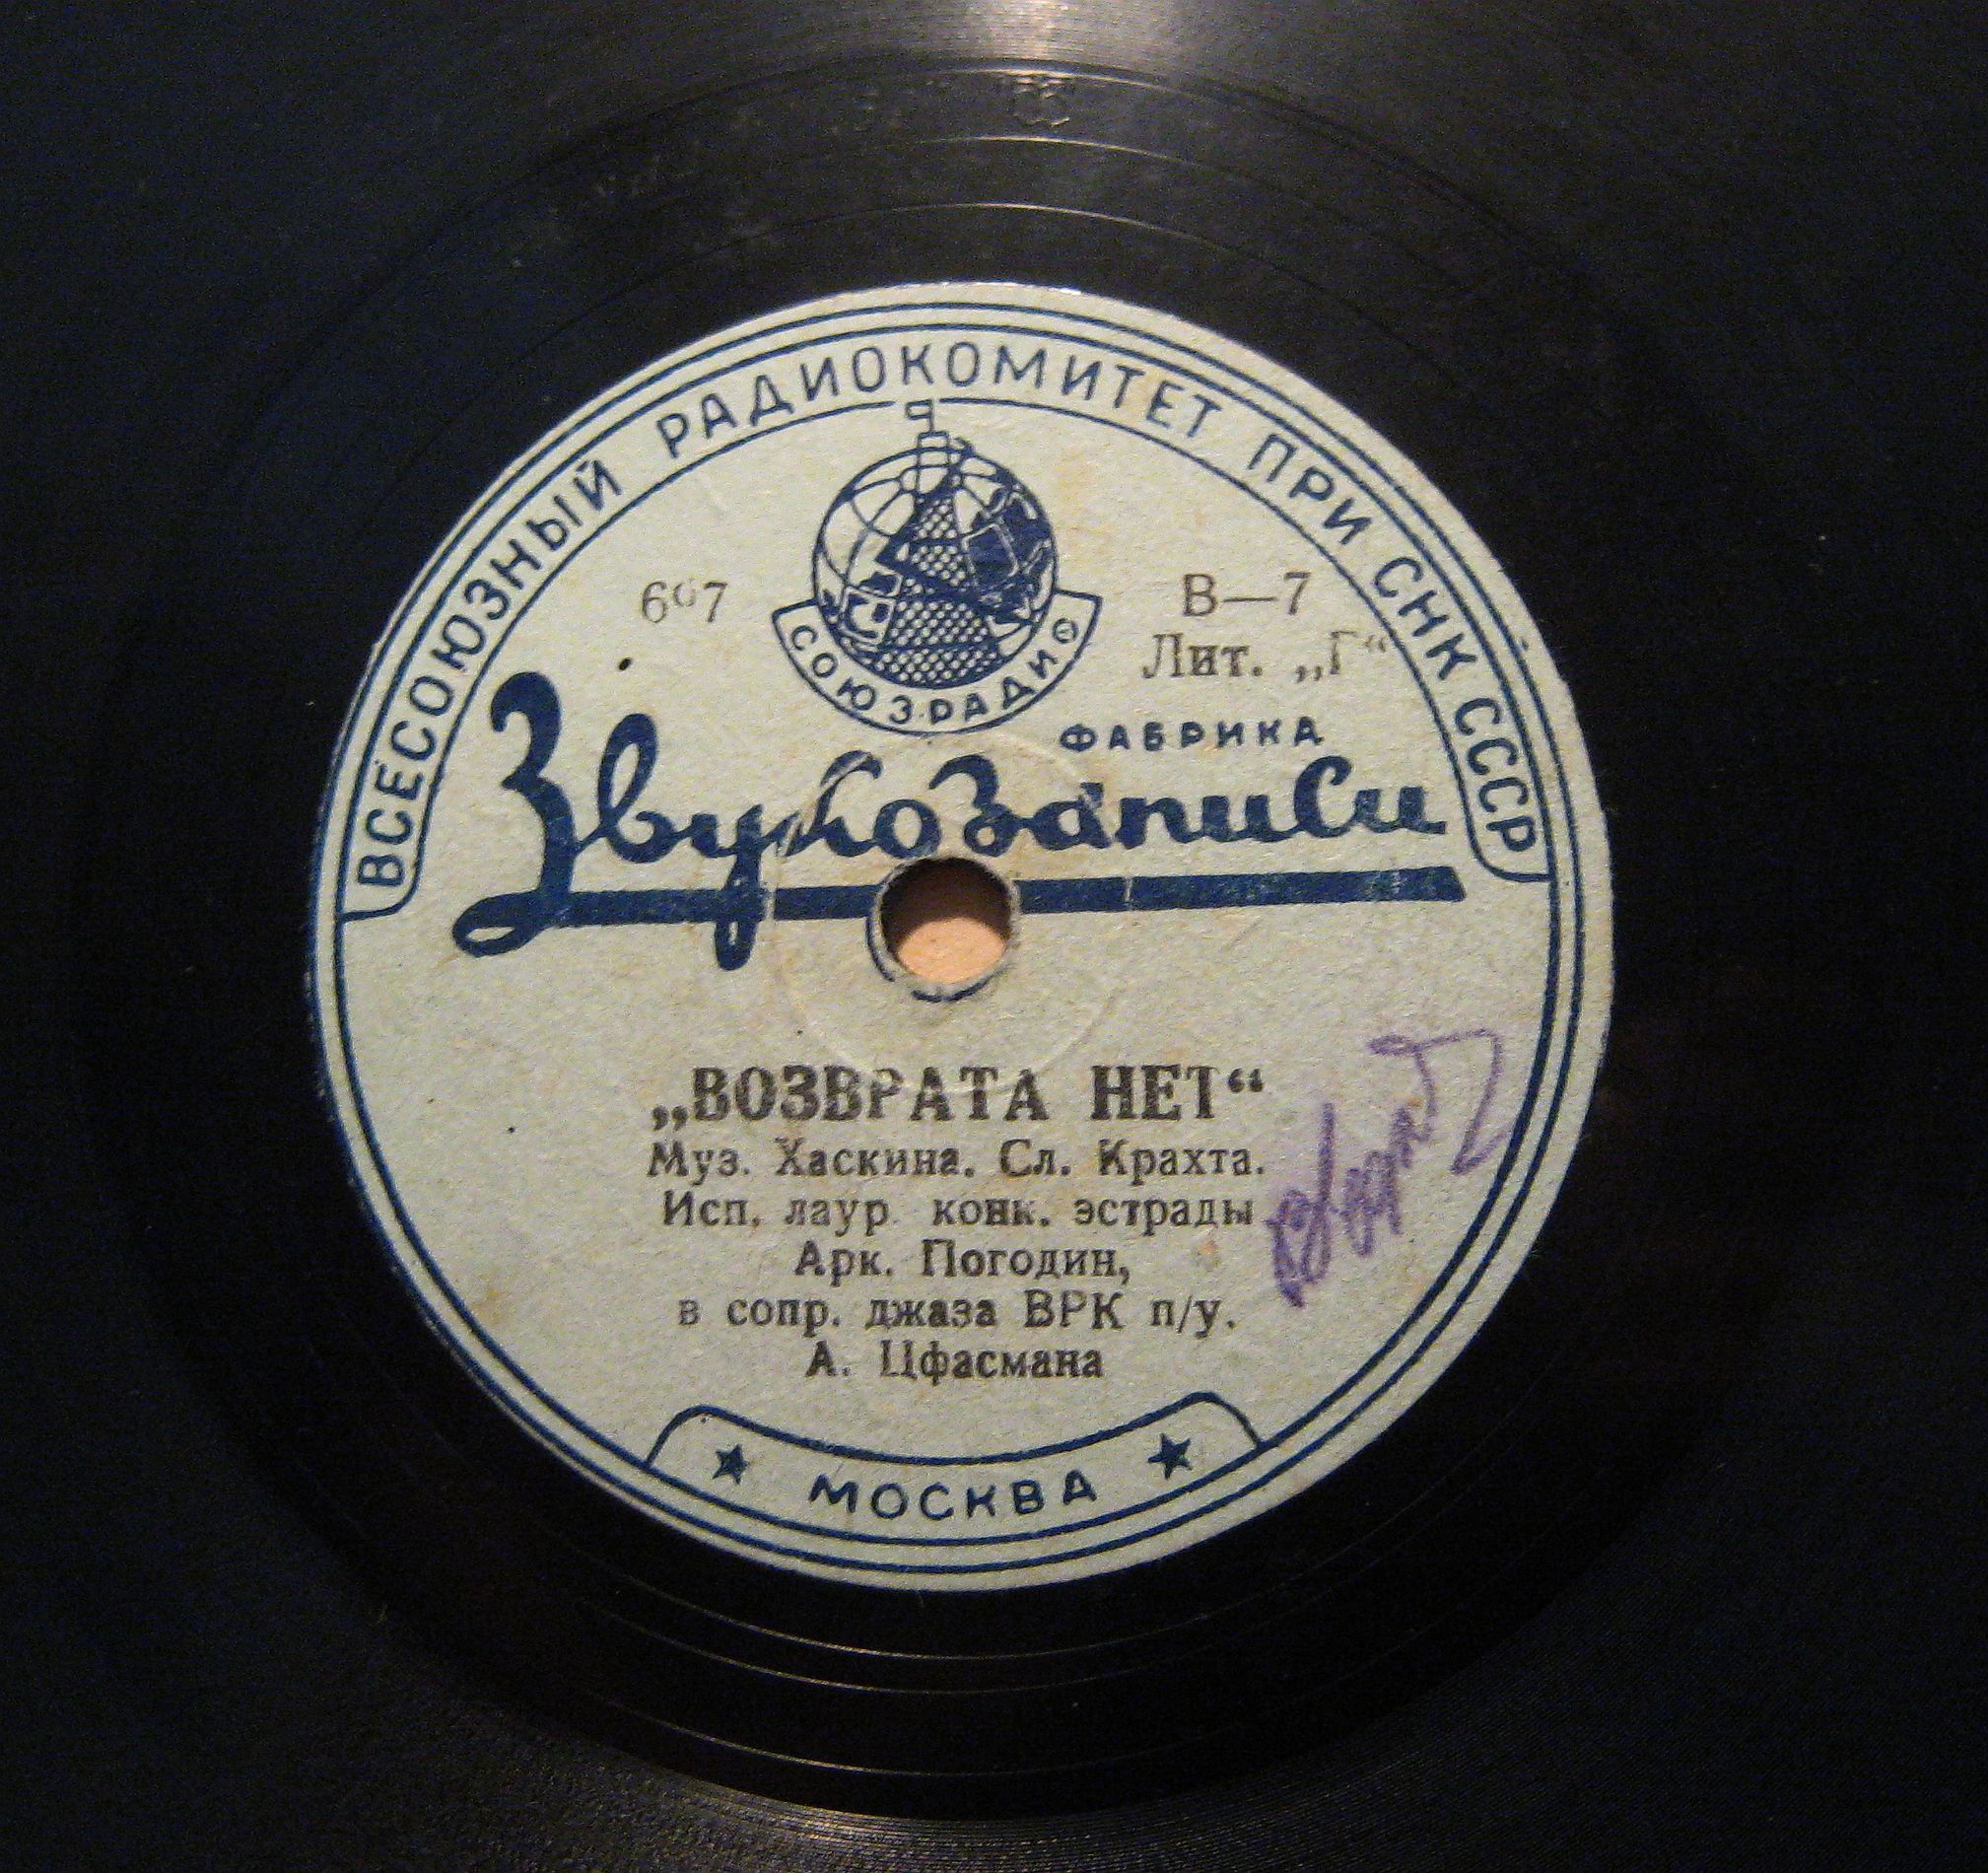 ВСЕСОЮЗНЫЙ РАДИОКОМИТЕТ ПРИ СНК СССР
СОЮЗРАДИО
В—7
Лит. „Г“
ФАБРИКА
Звукозаписи
„ВОЗВРАТА НЕТ“
Муз. Хаскина. Сл. Крахта.
Исп. лаур. конк. эстрады
Арк. Погодин,
в сопр. джаза ВРК п/у.
А. Цфасмана
МОСКВА